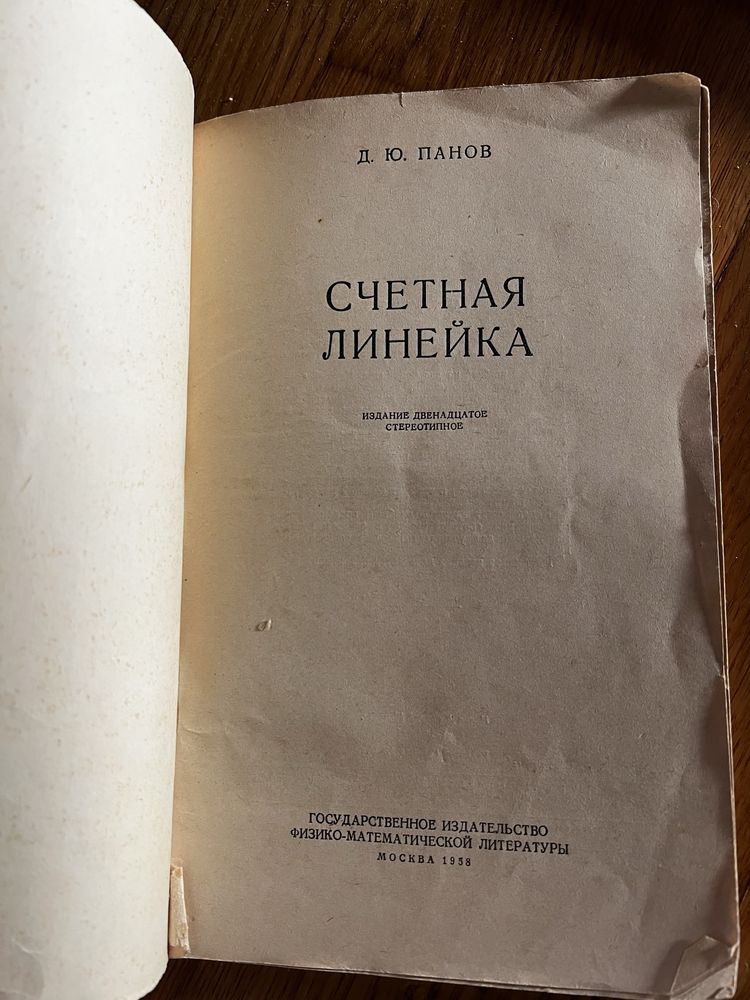 Д. Ю. ПАНОВ
СЧЕТНАЯ
ЛИНЕЙКА
ИЗДАНИЕ ДВЕНАДЦАТОЕ
СТЕРЕОТИПНОЕ
ГОСУДАРСТВЕННОЕ ИЗДАТЕЛЬСТВО
ФИЗИКО-МАТЕМАТИЧЕСКОЙ ЛИТЕРАТУРЫ
МОСКВА 1958